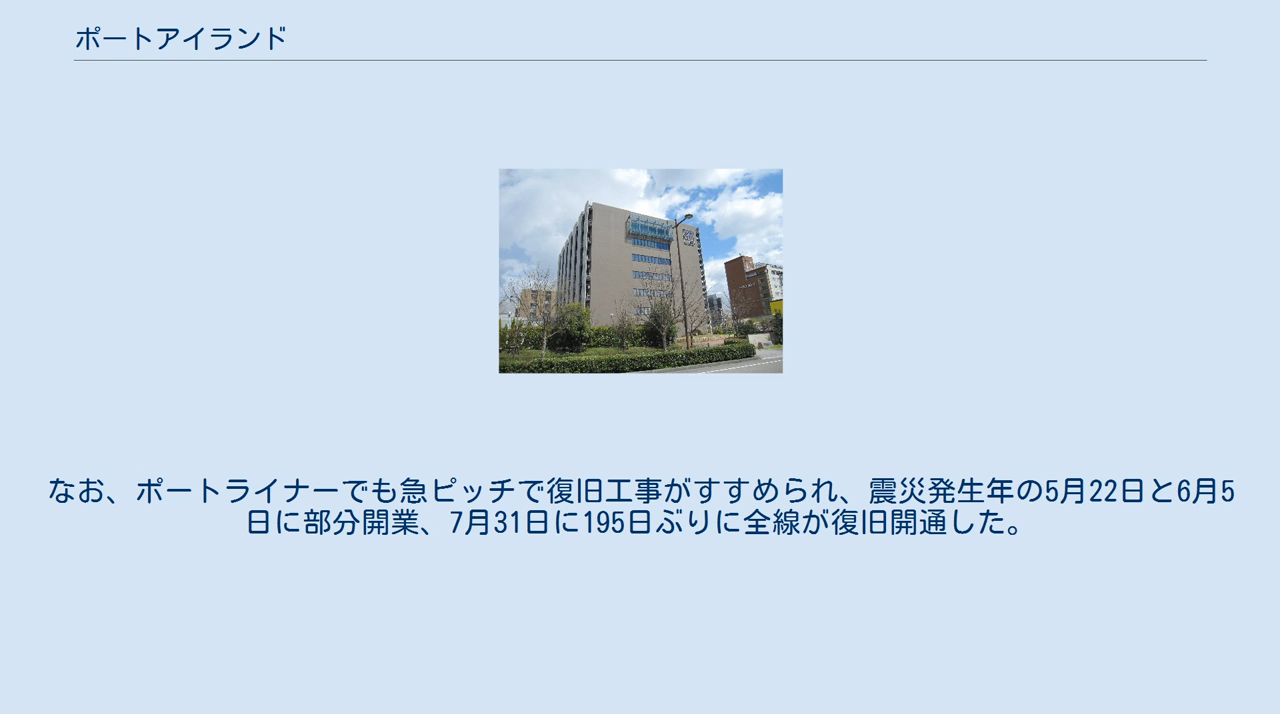 ポートアイランド
なお、ポートライナーでも急ピッチで復旧工事がすすめられ、震災発生年の5月22日と6月5
日に部分開業、7月31日に195日ぶりに全線が復旧開通した。